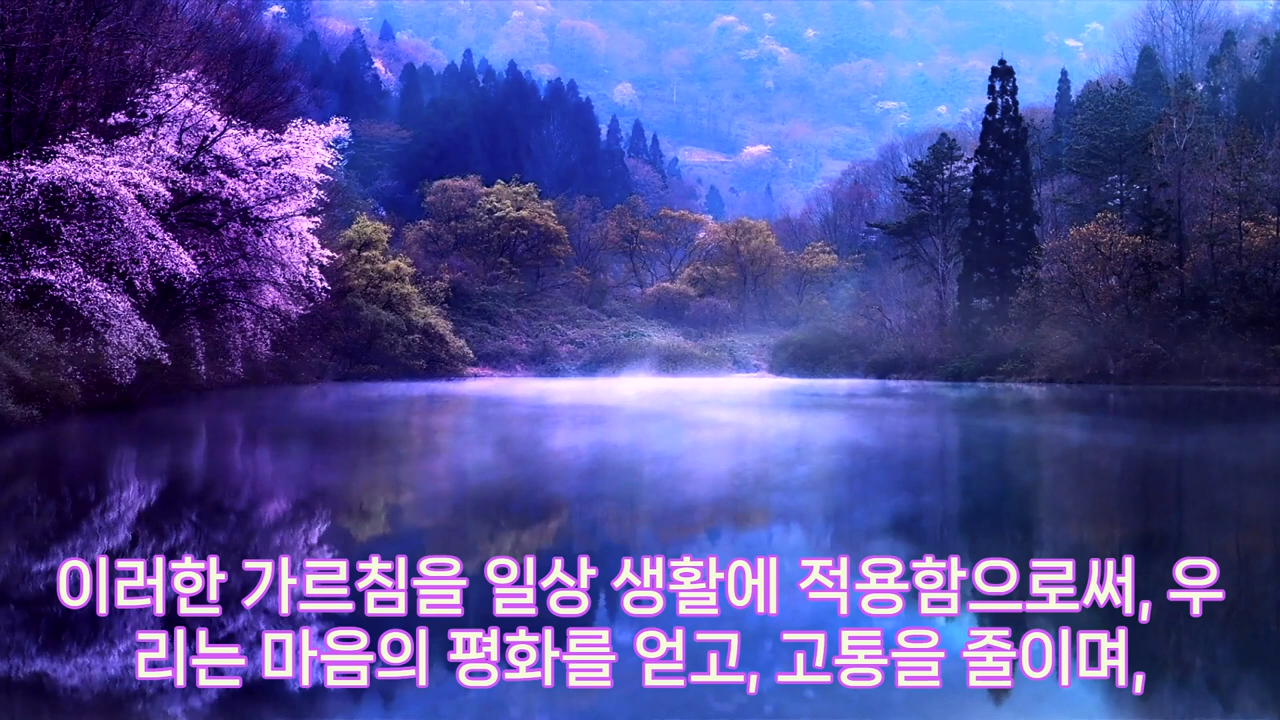 이러한 가르침을 일상 생활에 적용함으로써, 우
리는 마음의 평화를 얻고, 고통을 줄이며,